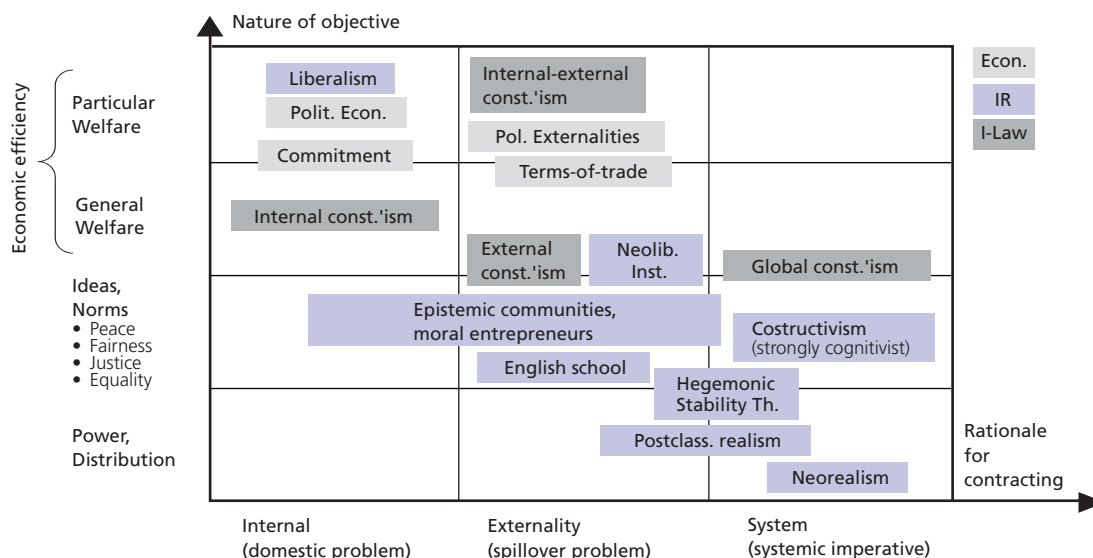 Nature of objective
Economic efficiency
Particular
Welfare
General
Welfare
Ideas,
Norms
• Peace
• Fairness
• Justice
• Equality
Power,
Distribution
Liberalism
Polit. Econ.
Commitment
Internal-external
const.'ism
Pol. Externalities
Terms-of-trade
Internal const.'ism
External
const.'ism
Neolib.
Inst.
Global const.'ism
Epistemic communities,
moral entrepreneurs
Costructivism
(strongly cognitivist)
English school
Hegemonic
Stability Th.
Postclass. realism
Neorealism
Econ.
IR
I-Law
Rationale
for
contracting
Internal
(domestic problem)
Externality
(spillover problem)
System
(systemic imperative)